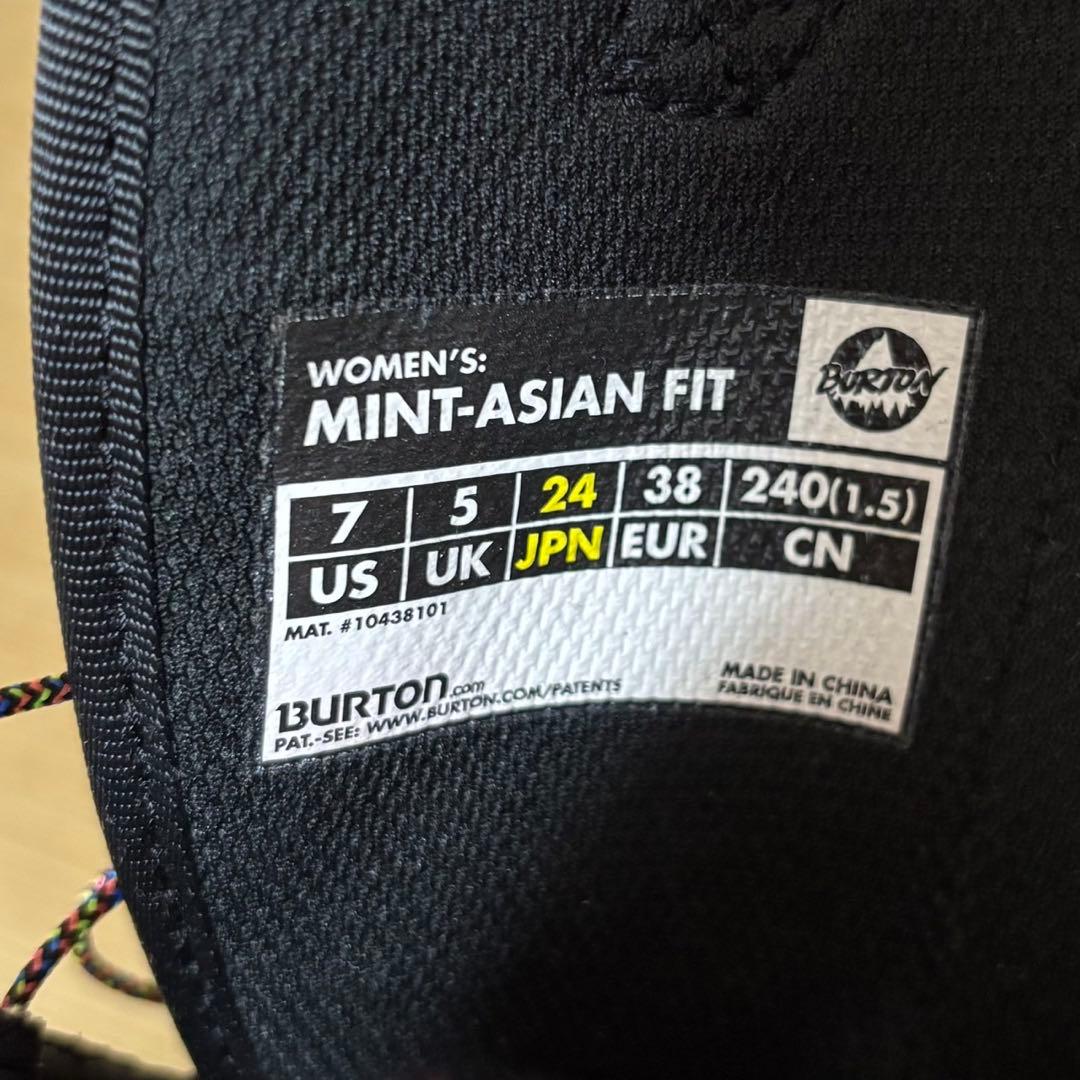 WOMEN'S:
MINT-ASIAN FIT
BURTON
7 5 24 38 240(1.5)
US UK JPN EUR CN
MAT. #10438101
BURTON.com
PAT.-SEE: WWW.BURTON.COM/PATENTS
MADE IN CHINA
FABRIQUE EN CHINE